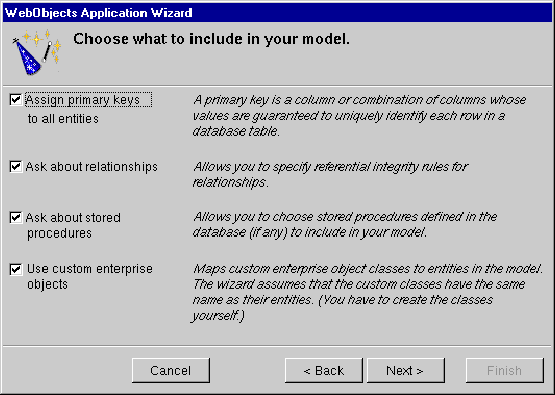 WebObjects Application Wizard
Choose what to include in your model.
Assign primary keys
to all entities
A primary key is a column or combination of columns whose
values are guaranteed to uniquely identify each row in a
database table.
Ask about relationships
Allows you to specify referential integrity rules for
relationships.
Ask about stored
procedures
Allows you to choose stored procedures defined in the
database (if any) to include in your model.
Use custom enterprise
objects
Maps custom enterprise object classes to entities in the model.
The wizard assumes that the custom classes have the same
name as their entities. (You have to create the classes
yourself.)
Cancel
< Back
Next >
Finish